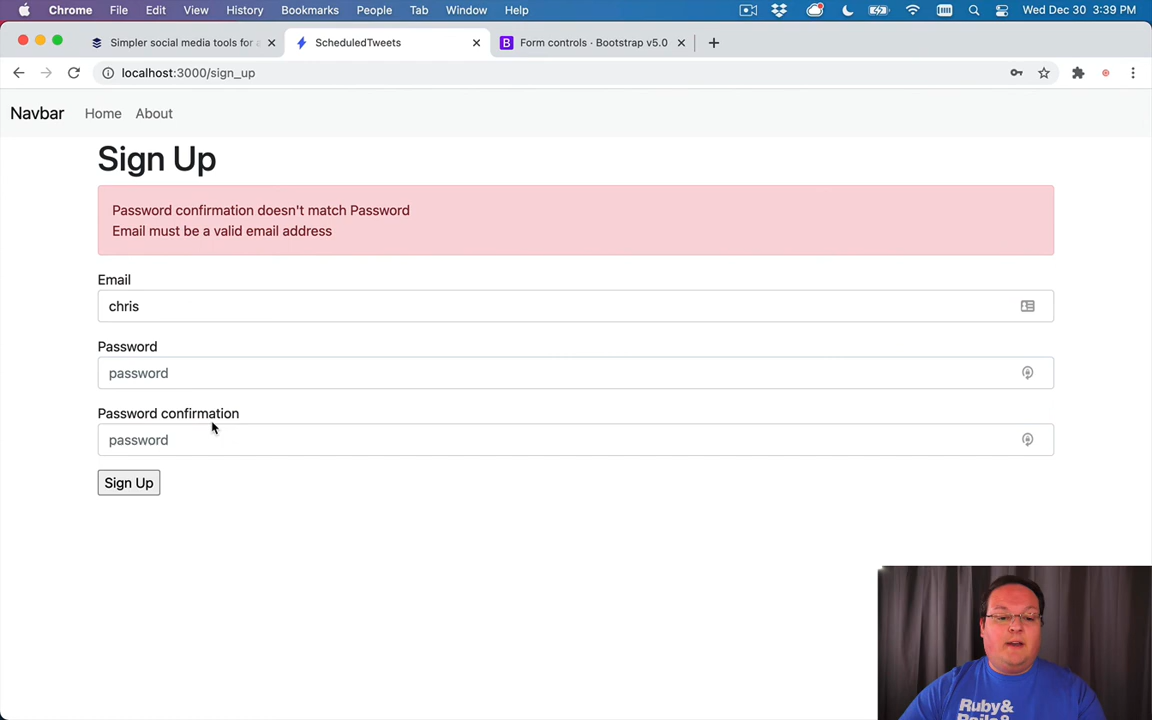 Chrome File Edit View History Bookmarks People Tab Window Help Wed Dec 30 3:39 PM
Simpler social media tools for a
ScheduledTweets
B Form controls · Bootstrap v5.0
localhost:3000/sign_up
Navbar Home About
Sign Up
Password confirmation doesn't match Password
Email must be a valid email address
Email
chris
Password
password
Password confirmation
password
Sign Up
Ruby&
Rails&